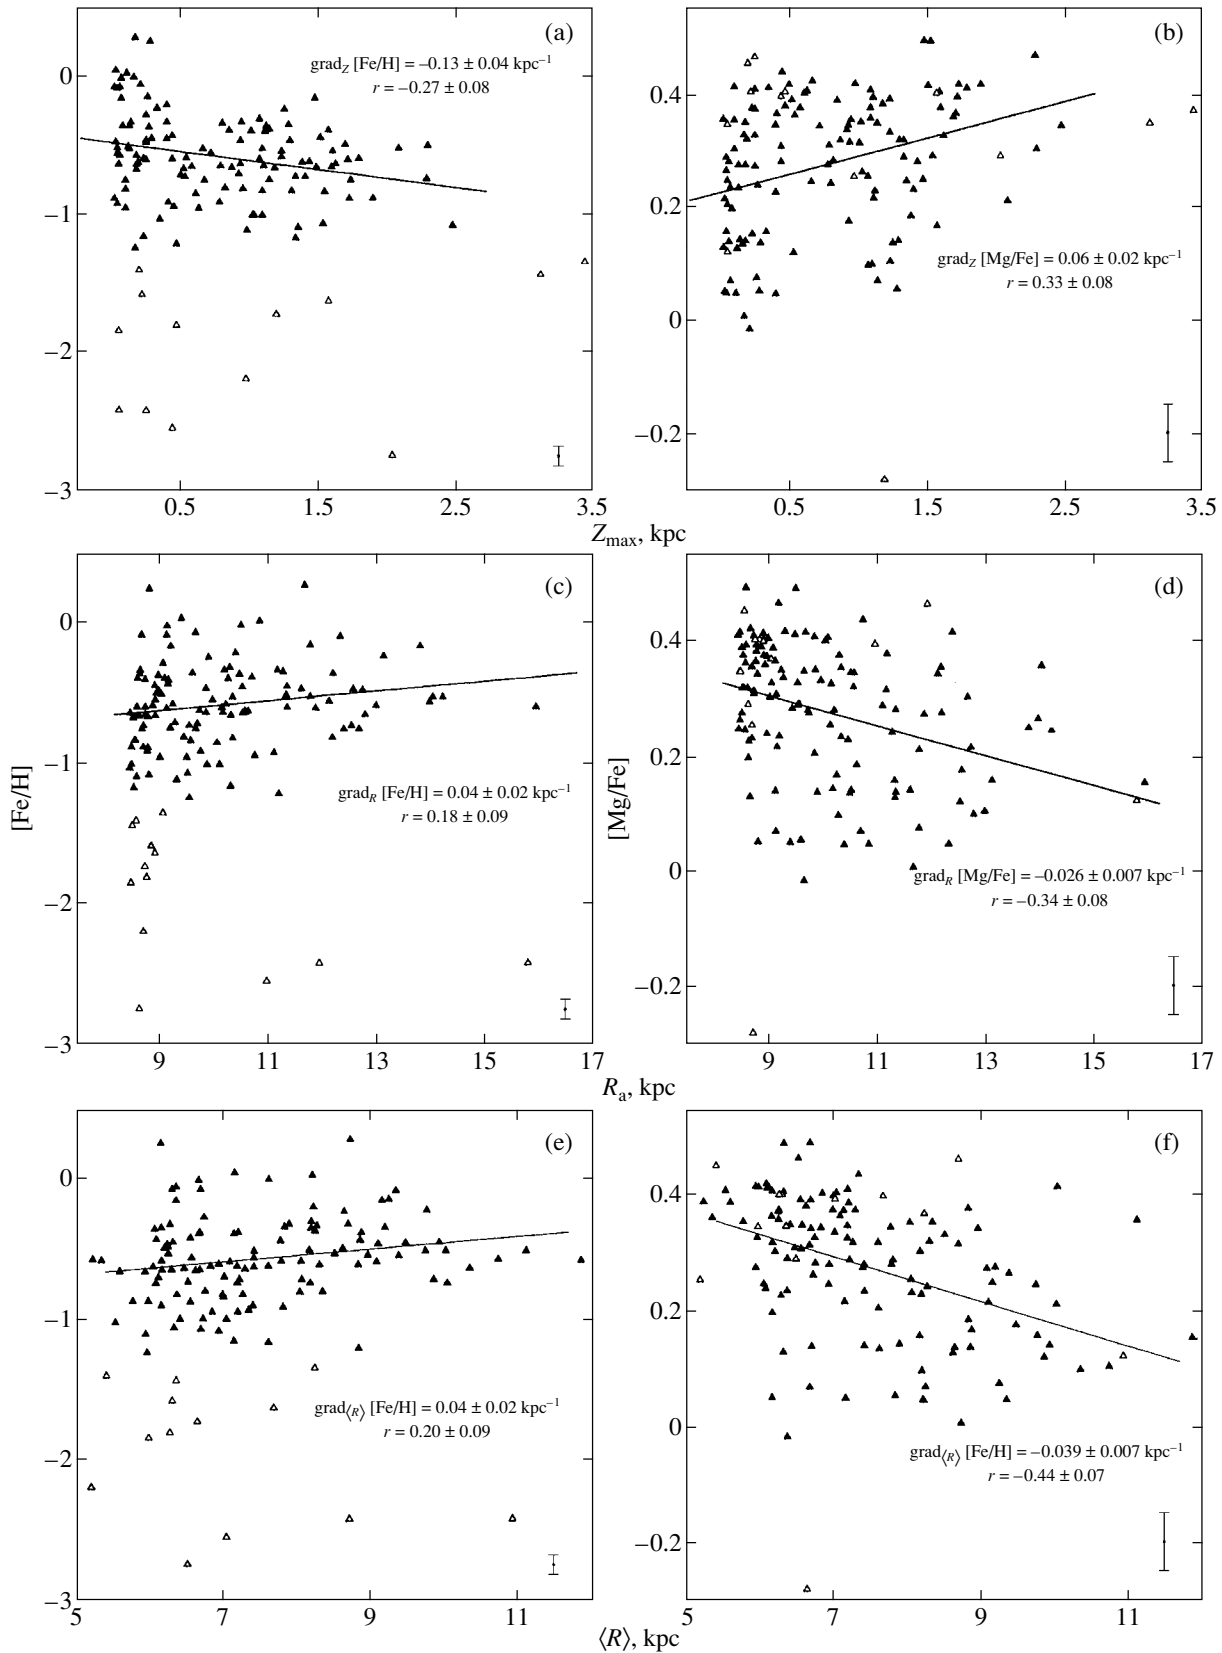 (a)
grad_Z [Fe/H] = –0.13 ± 0.04 kpc⁻¹
r = –0.27 ± 0.08
0
–1
–2
–3
0.5 1.5 2.5 3.5
(b)
0.4
0.2
grad_Z [Mg/Fe] = 0.06 ± 0.02 kpc⁻¹
r = 0.33 ± 0.08
0
–0.2
0.5 1.5 2.5 3.5
Z_max, kpc
(c)
0
–1
grad_R [Fe/H] = 0.04 ± 0.02 kpc⁻¹
r = 0.18 ± 0.09
–2
–3
9 11 13 15 17
[Fe/H]
(d)
0.4
0.2
0
grad_R [Mg/Fe] = –0.026 ± 0.007 kpc⁻¹
r = –0.34 ± 0.08
–0.2
9 11 13 15 17
[Mg/Fe]
R_a, kpc
(e)
0
–1
grad_⟨R⟩ [Fe/H] = 0.04 ± 0.02 kpc⁻¹
r = 0.20 ± 0.09
–2
–3
5 7 9 11
(f)
0.4
0.2
0
grad_⟨R⟩ [Fe/H] = –0.039 ± 0.007 kpc⁻¹
r = –0.44 ± 0.07
–0.2
5 7 9 11
⟨R⟩, kpc